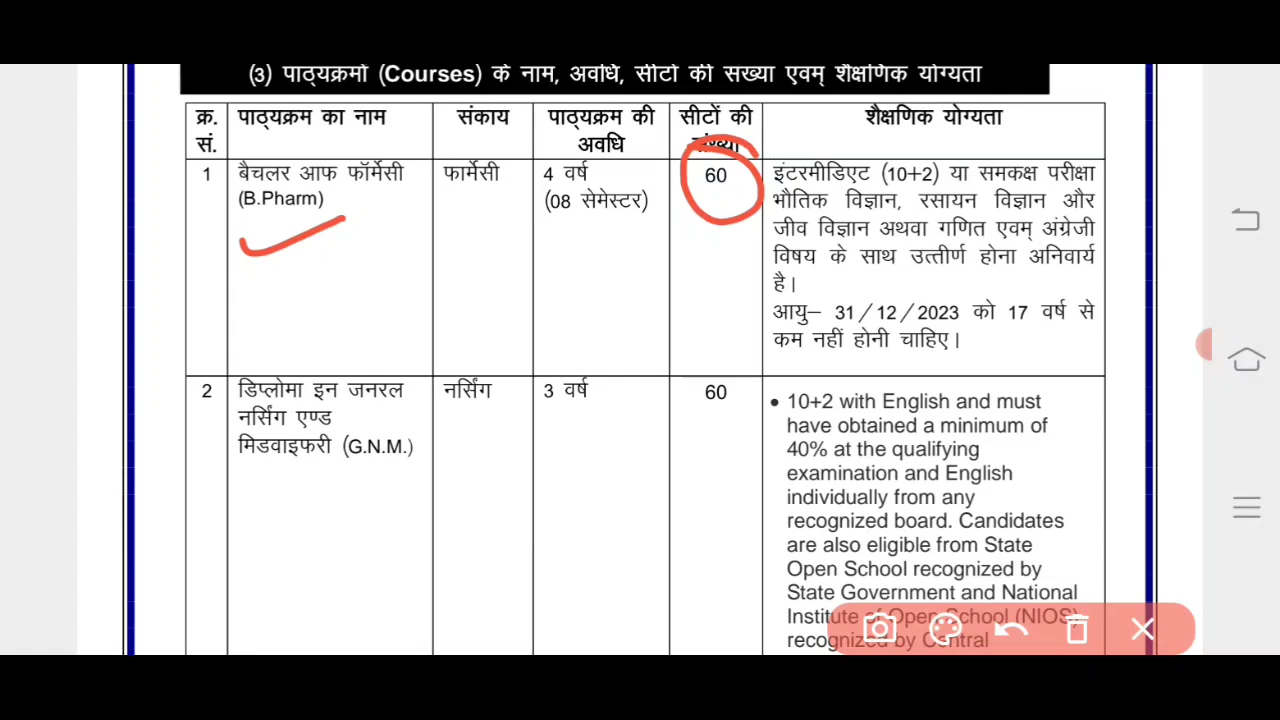 (3) पाठ्यक्रमों (Courses) के नाम, अवधि, सीटों की संख्या एवम् शैक्षणिक योग्यता
क्र. सं.
पाठ्यक्रम का नाम
संकाय
पाठ्यक्रम की अवधि
सीटों की संख्या
शैक्षणिक योग्यता
1
बैचलर आफ फॉर्मेसी
(B.Pharm)
फार्मेसी
4 वर्ष
(08 सेमेस्टर)
60
इंटरमीडिएट (10+2) या समकक्ष परीक्षा
भौतिक विज्ञान, रसायन विज्ञान और
जीव विज्ञान अथवा गणित एवम् अंग्रेजी
विषय के साथ उत्तीर्ण होना अनिवार्य
है।
आयु– 31/12/2023 को 17 वर्ष से
कम नहीं होनी चाहिए।
2
डिप्लोमा इन जनरल
नर्सिंग एण्ड
मिडवाइफरी (G.N.M.)
नर्सिंग
3 वर्ष
60
• 10+2 with English and must
have obtained a minimum of
40% at the qualifying
examination and English
individually from any
recognized board. Candidates
are also eligible from State
Open School recognized by
State Government and National
Institute of Open School (NIOS)
recognized by Central